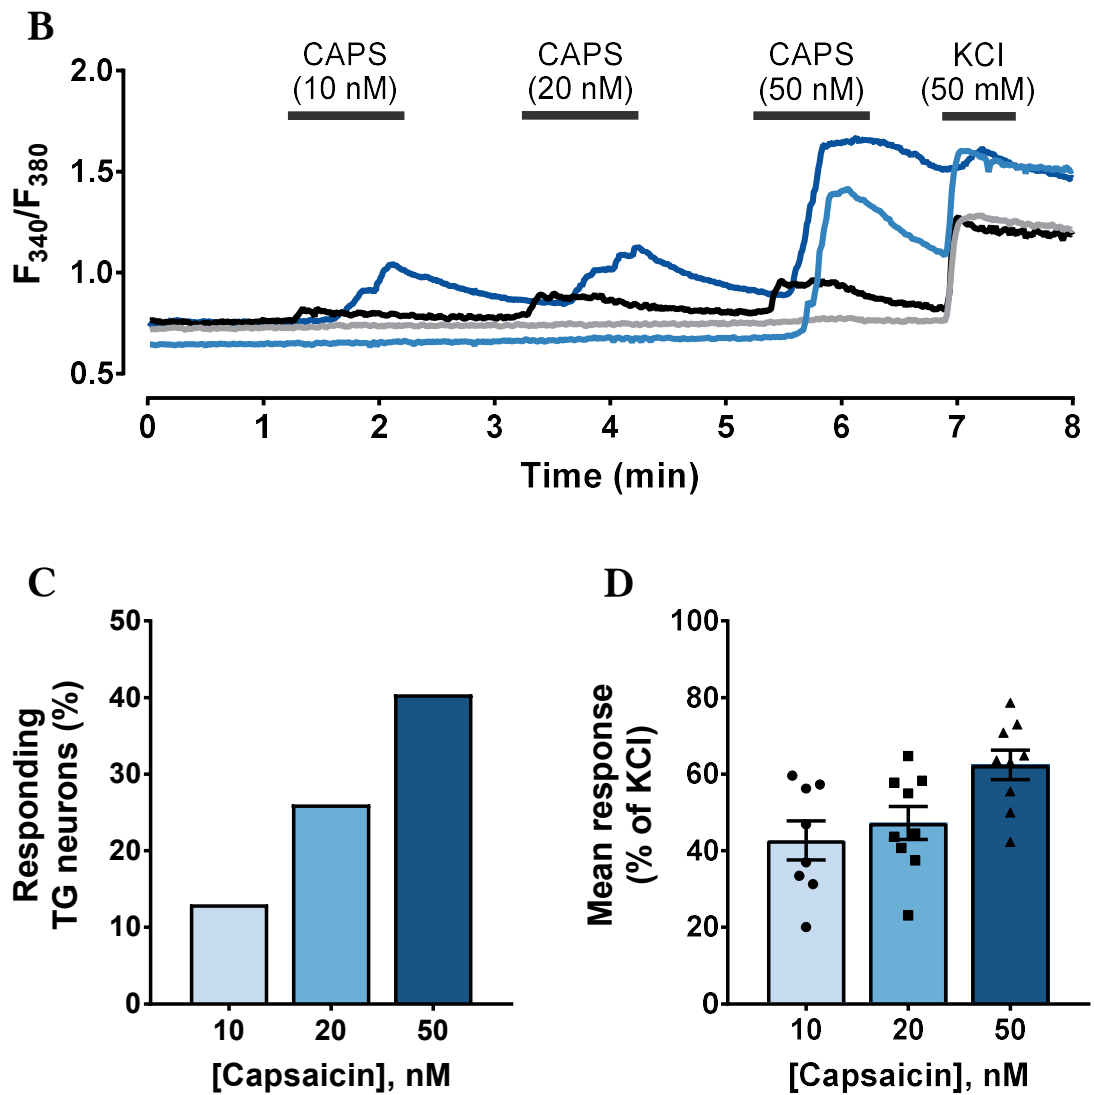 B
CAPS
(10 nM)
CAPS
(20 nM)
CAPS
(50 nM)
KCl
(50 mM)
2.0
1.5
1.0
0.5
F340/F380
0 1 2 3 4 5 6 7 8
Time (min)
C
50
40
30
20
10
0
Responding
TG neurons (%)
10 20 50
[Capsaicin], nM
D
100
80
60
40
20
0
Mean response
(% of KCl)
10 20 50
[Capsaicin], nM